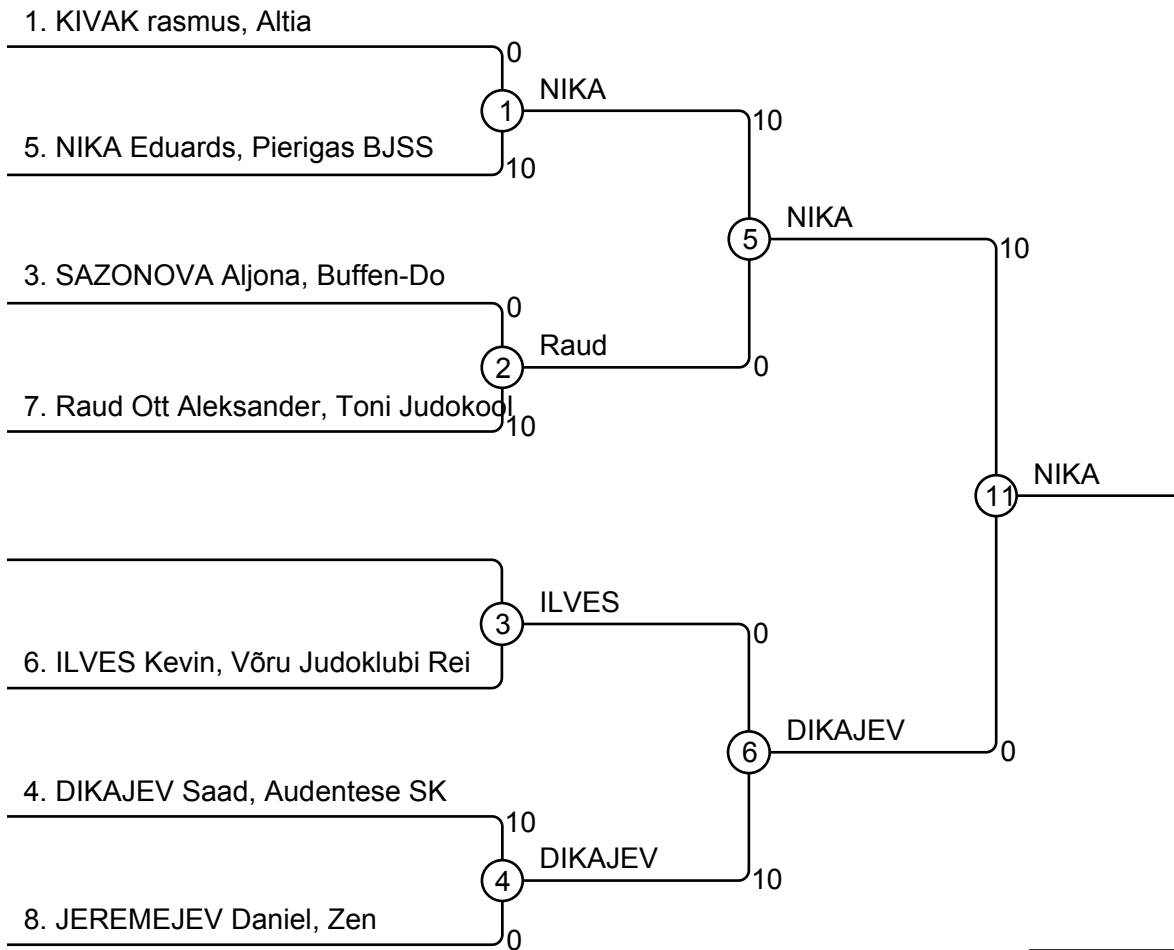 1. KIVAK rasmus, Altia
0
NIKA
1
10
5. NIKA Eduards, Pierigas BJSS
10
NIKA
5
10
3. SAZONOVA Aljona, Buffen-Do
0
Raud
2
0
7. Raud Ott Aleksander, Toni Judokool
10
NIKA
11
ILVES
3
0
6. ILVES Kevin, Võru Judoklubi Rei
DIKAJEV
6
0
4. DIKAJEV Saad, Audentese SK
10
DIKAJEV
4
10
8. JEREMEJEV Daniel, Zen
0